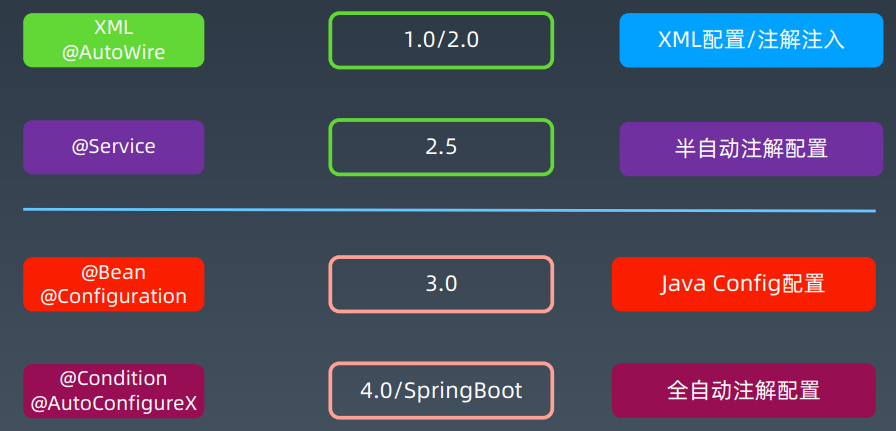 XML
@AutoWire
1.0/2.0
XML配置/注解注入
@Service
2.5
半自动注解配置
@Bean
@Configuration
3.0
Java Config配置
@Condition
@AutoConfigureX
4.0/SpringBoot
全自动注解配置